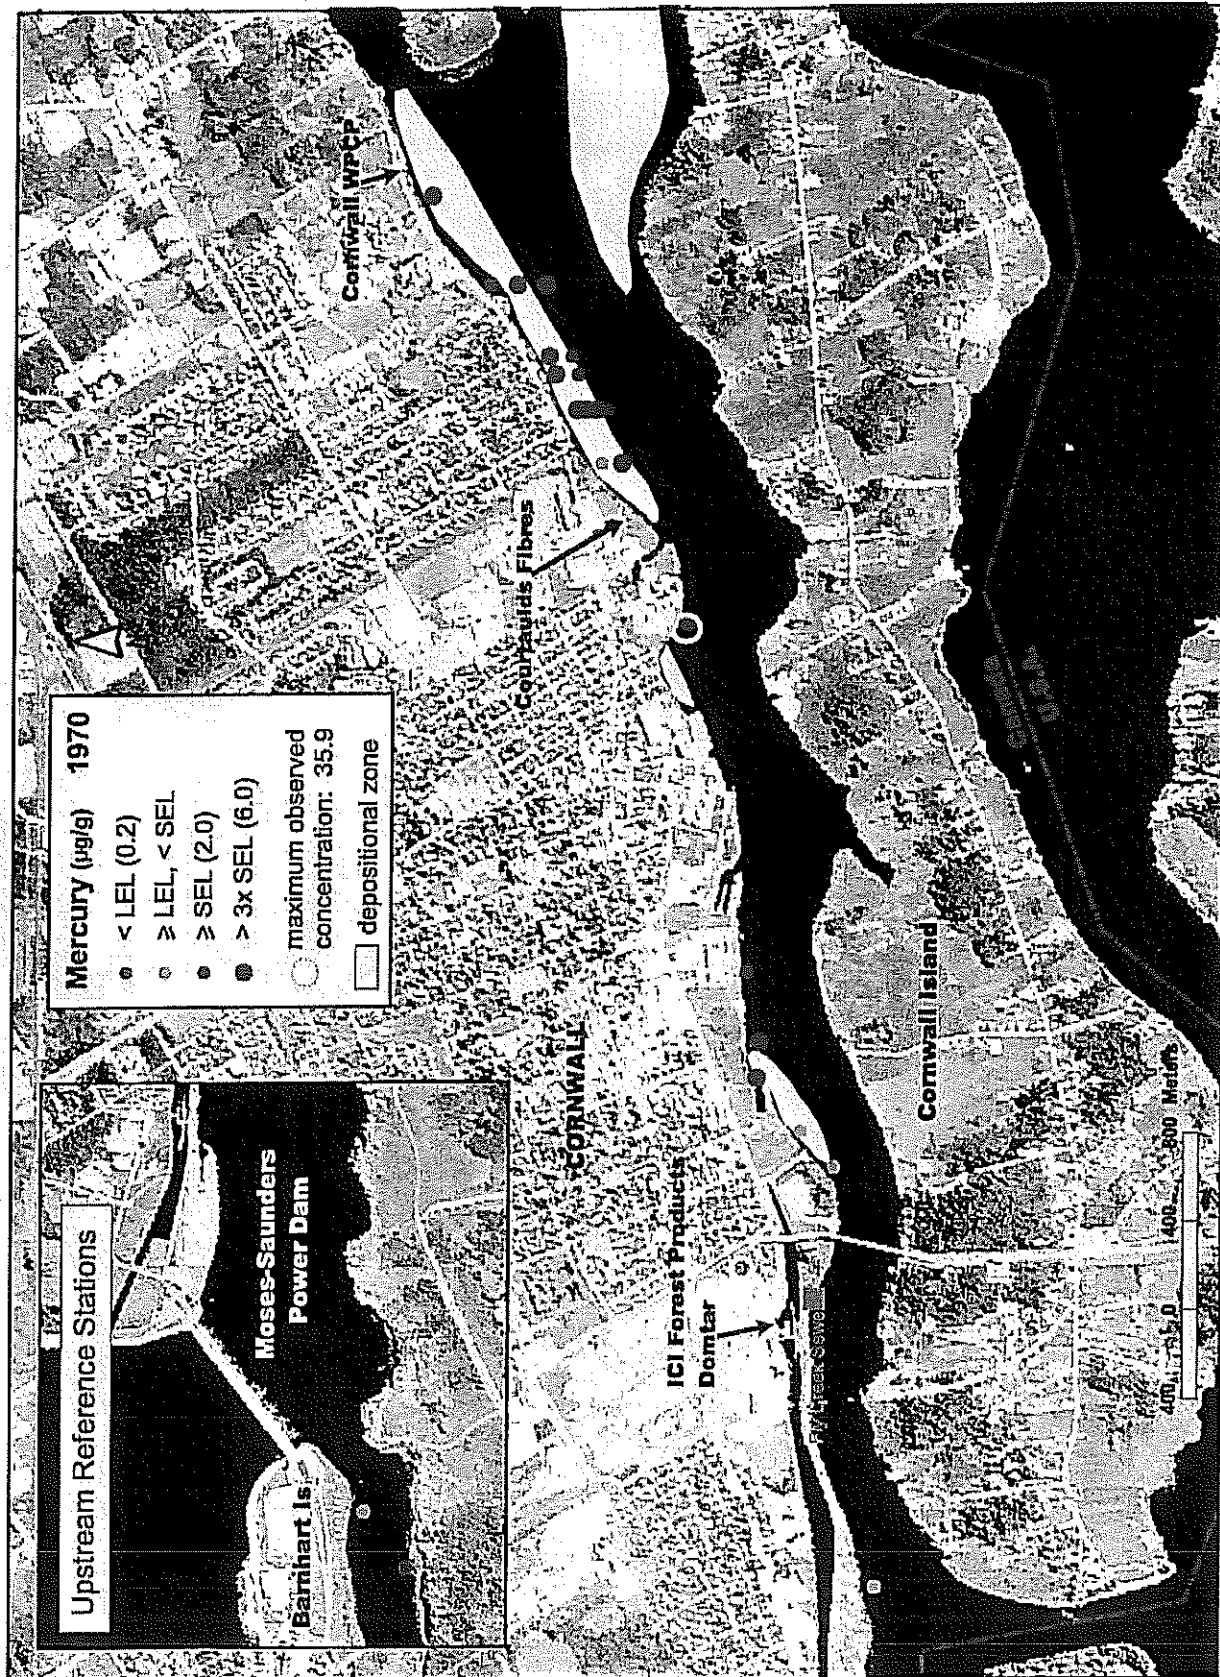 Upstream Reference Stations
Barnhart Is.
Moses-Saunders
Power Dam
Mercury (µg/g) 1970
< LEL (0.2)
⩾ LEL, < SEL
⩾ SEL (2.0)
> 3x SEL (6.0)
maximum observed
concentration: 35.9
depositional zone
Cornwall WPCP
Courtaulds Fibres
CORNWALL
ICI Forest Products
Domtar
Cornwall Island
U.S.A.
400 0 400 800 Meters